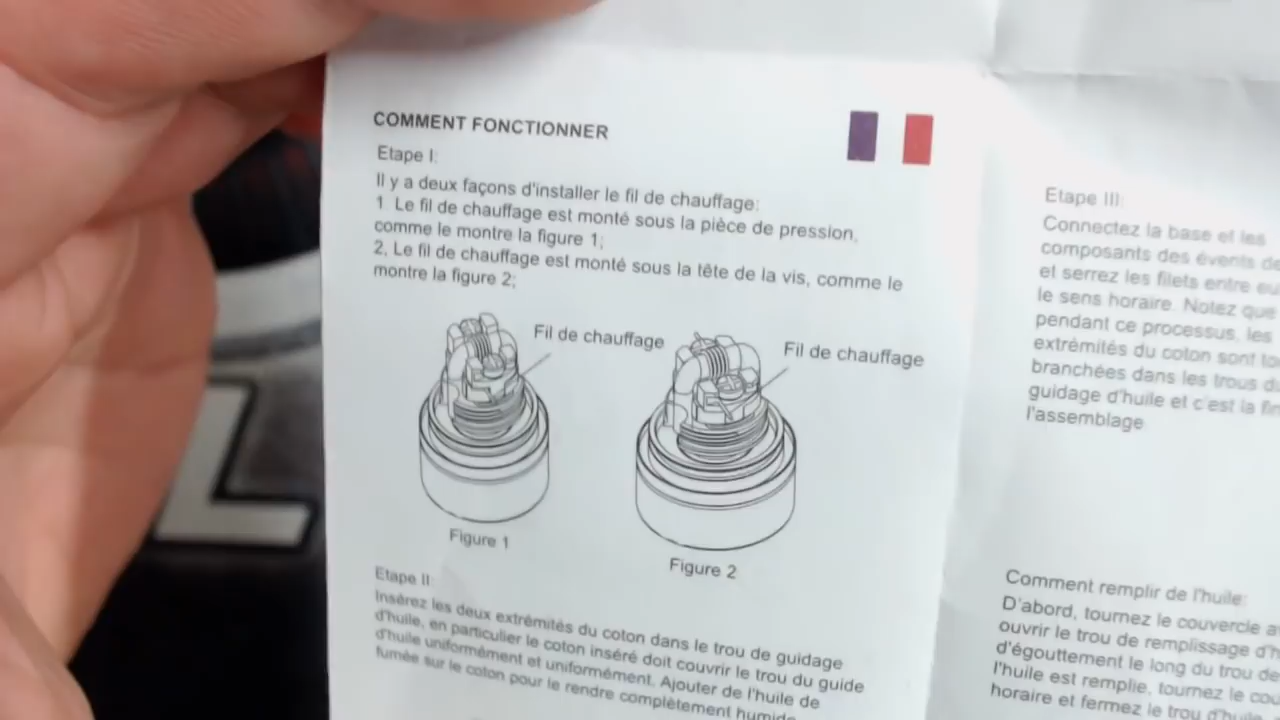 COMMENT FONCTIONNER
Etape I:
Il y a deux façons d'installer le fil de chauffage:
1. Le fil de chauffage est monté sous la pièce de pression,
comme le montre la figure 1;
2, Le fil de chauffage est monté sous la tête de la vis, comme le
montre la figure 2;
Fil de chauffage
Fil de chauffage
Figure 1
Figure 2
Etape II:
Insérez les deux extrémités du coton dans le trou de guidage
d'huile, en particulier le coton inséré doit couvrir le trou du guide
d'huile uniformément et uniformément. Ajouter de l'huile de
fumée sur le coton pour le rendre complètement humide
Etape III:
Connectez la base et les
composants des évents de
et serrez les filets entre
le sens horaire. Notez que
pendant ce processus, les
extrémités du coton sont
branchées dans les trous
guidage d'huile et c'est la
l'assemblage
Comment remplir de l'huile:
D'abord, tournez le couvercle
ouvrir le trou de remplissage
d'égouttement le long du trou de
l'huile est remplie, tournez le
horaire et fermez le trou d'huile